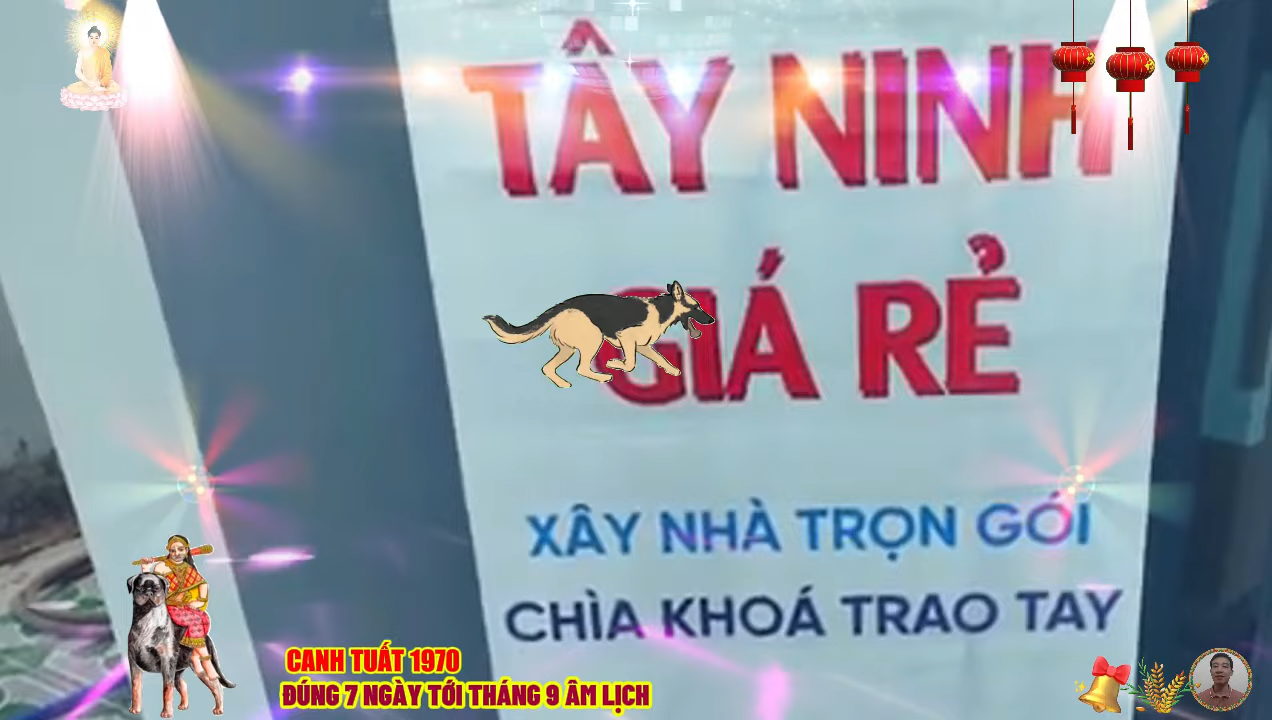 TÂY NINH
GIÁ RẺ
XÂY NHÀ TRỌN GÓI
CHÌA KHOÁ TRAO TAY
CANH TUẤT 1970
ĐÚNG 7 NGÀY TỚI THÁNG 9 ÂM LỊCH